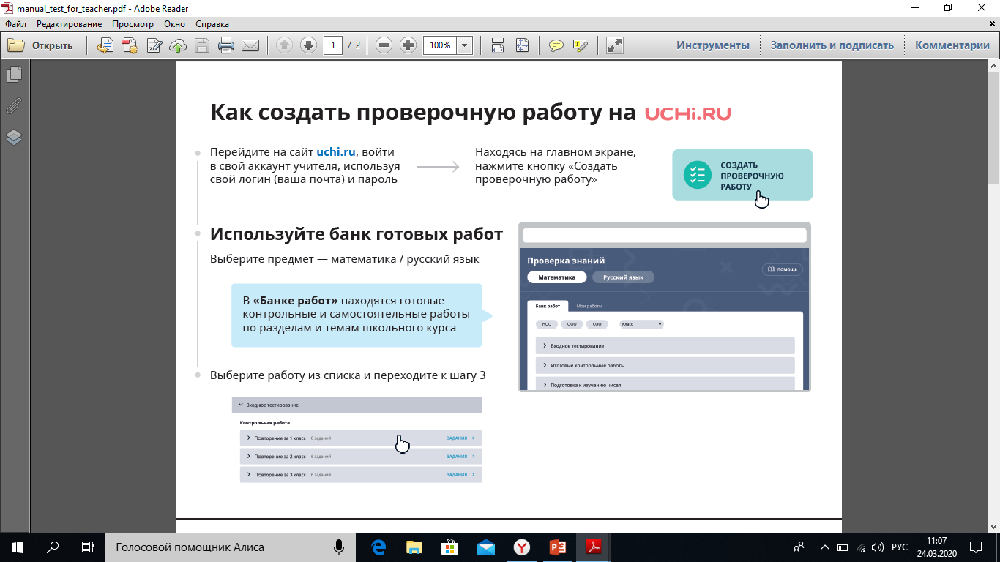 manual_test_for_teacher.pdf - Adobe Reader
Файл Редактирование Просмотр Окно Справка
Открыть 1 / 2 100% Инструменты Заполнить и подписать Комментарии
Как создать проверочную работу на UCHi.RU
Перейдите на сайт uchi.ru, войти
в свой аккаунт учителя, используя
свой логин (ваша почта) и пароль
Находясь на главном экране,
нажмите кнопку «Создать
проверочную работу»
СОЗДАТЬ
ПРОВЕРОЧНУЮ
РАБОТУ
Используйте банк готовых работ
Выберите предмет — математика / русский язык
В «Банке работ» находятся готовые
контрольные и самостоятельные работы
по разделам и темам школьного курса
Проверка знаний
Математика Русский язык
ПОМОЩЬ
Банк работ Мои работы
НОО ООО СОО Класс
Входное тестирование
Итоговые контрольные работы
Подготовка к изучению чисел
Выберите работу из списка и переходите к шагу 3
Входное тестирование
Контрольная работа
Повторение за 1 класс 8 заданий ЗАДАНИЯ
Повторение за 2 класс 6 заданий ЗАДАНИЯ
Повторение за 3 класс 6 заданий ЗАДАНИЯ
Голосовой помощник Алиса
РУС
11:07
24.03.2020